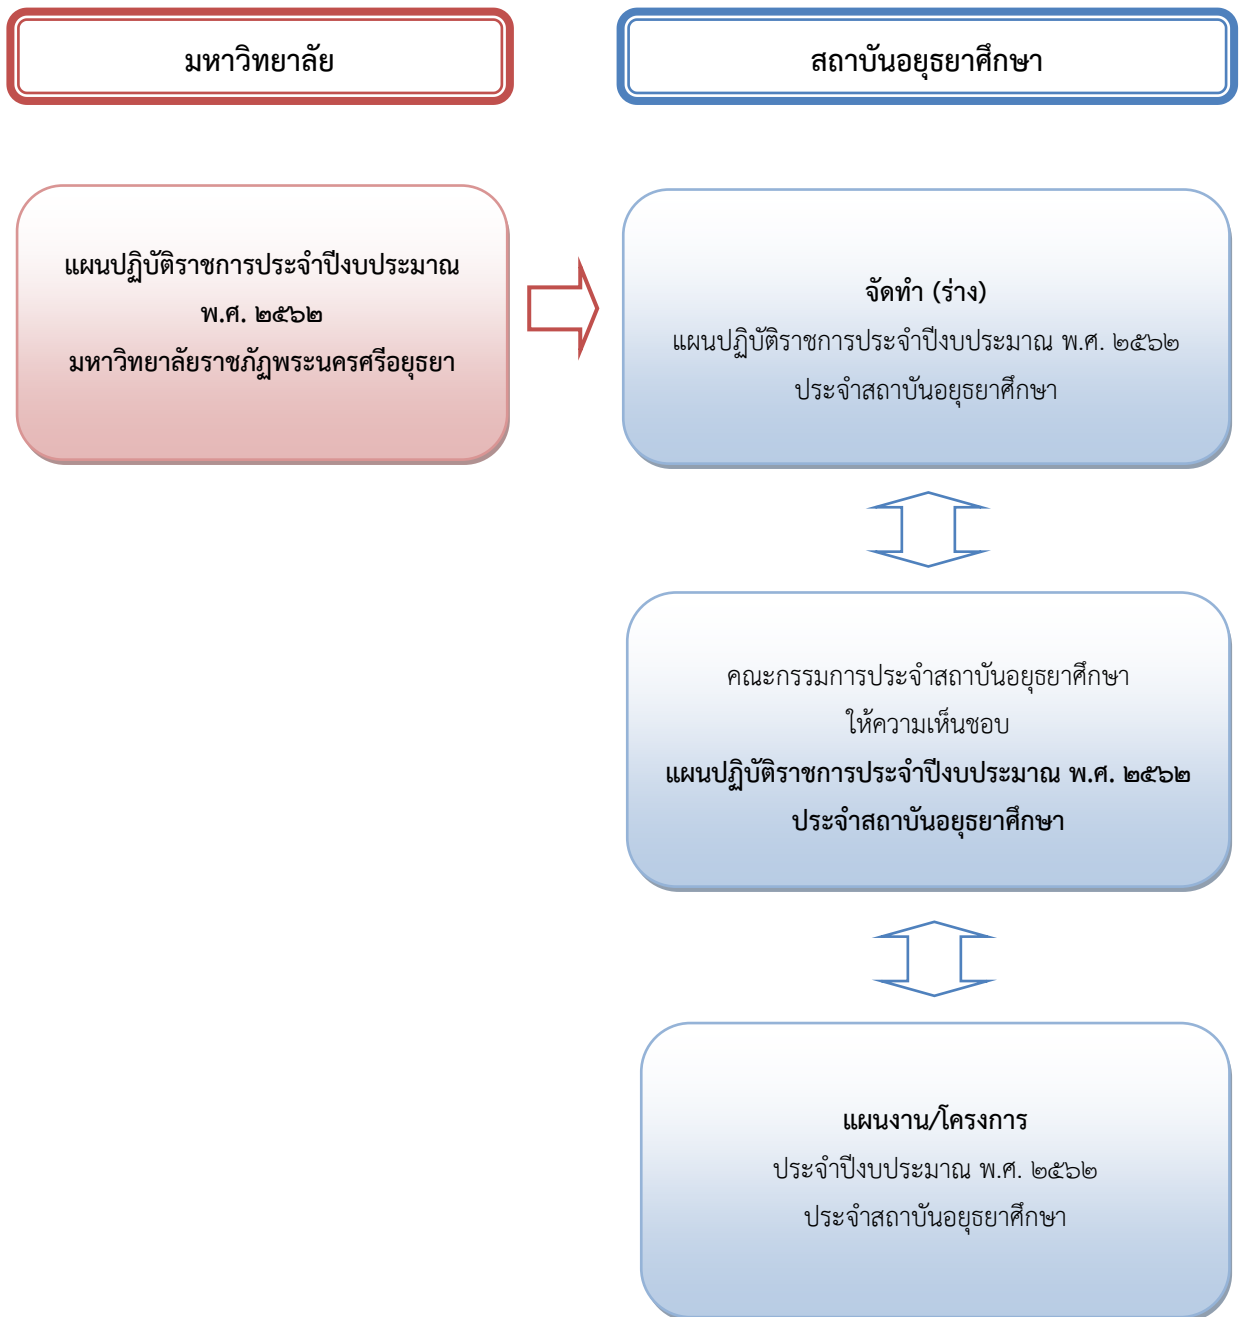 มหาวิทยาลัย
สถาบันอยุธยาศึกษา
แผนปฏิบัติราชการประจำปีงบประมาณ
พ.ศ. ๒๕๖๒
มหาวิทยาลัยราชภัฏพระนครศรีอยุธยา
จัดทำ (ร่าง)
แผนปฏิบัติราชการประจำปีงบประมาณ พ.ศ. ๒๕๖๒
ประจำสถาบันอยุธยาศึกษา
คณะกรรมการประจำสถาบันอยุธยาศึกษา
ให้ความเห็นชอบ
แผนปฏิบัติราชการประจำปีงบประมาณ พ.ศ. ๒๕๖๒
ประจำสถาบันอยุธยาศึกษา
แผนงาน/โครงการ
ประจำปีงบประมาณ พ.ศ. ๒๕๖๒
ประจำสถาบันอยุธยาศึกษา